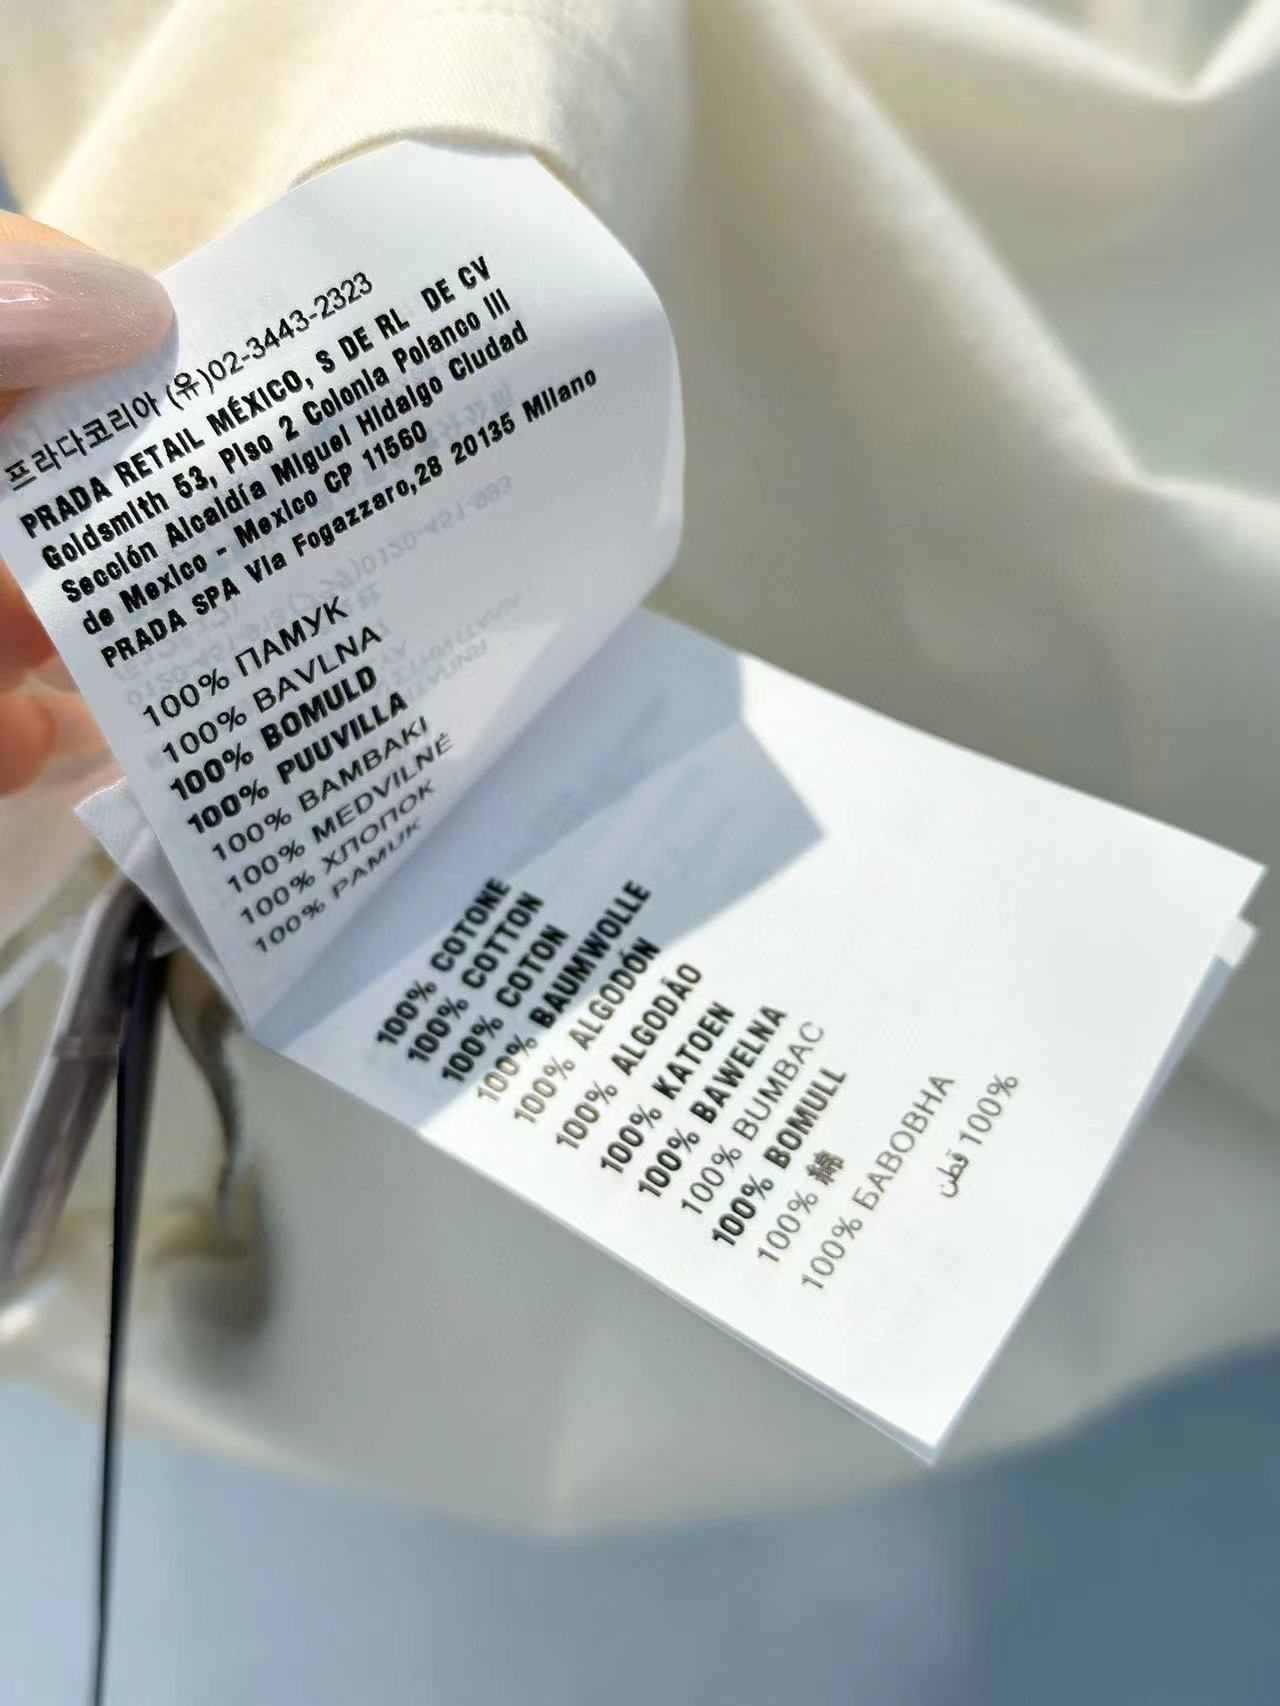 프라다코리아 (유)02-3443-2323
PRADA RETAIL MÉXICO, S DE RL DE CV
Goldsmith 53, Piso 2 Colonia Polanco III
Sección Alcaldía Miguel Hidalgo Ciudad
de Mexico - Mexico CP 11560
PRADA SPA Via Fogazzaro,28 20135 Milano
100% ПАМУК
100% BAVLNA
100% BOMULD
100% PUUVILLA
100% BAMBAKI
100% MEDVILNÉ
100% ХЛОПОК
100% PAMUK
100% COTONE
100% COTTON
100% COTON
100% BAUMWOLLE
100% ALGODÓN
100% ALGODÃO
100% KATOEN
100% BAWELNA
100% BUMBAC
100% BOMULL
100% 綿
100% БАВОВНА
100% قطن